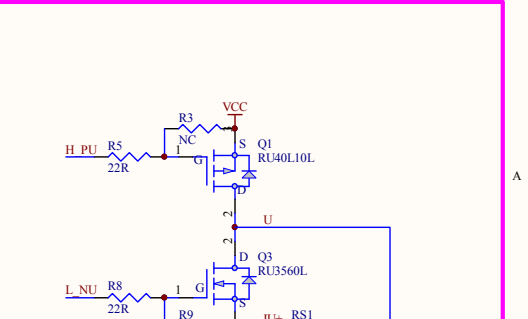 VCC
R3
NC
S
Q1
RU40L10L
H_PU
R5
22R
1
G
D
A
2
U
2
D
Q3
RU3560L
L_NU
R8
22R
1
G
S
R9
IU+
RS1